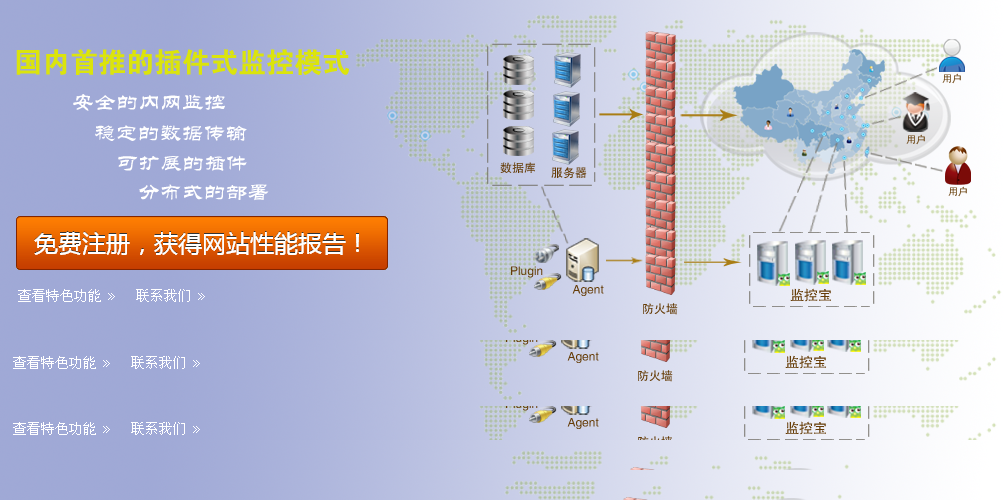 国内首推的插件式监控模式
安全的内网监控
稳定的数据传输
可扩展的插件
分布式的部署
免费注册，获得网站性能报告！
查看特色功能 » 联系我们 »
数据库 服务器
用户
用户
用户
Plugin
Agent
防火墙
监控宝
查看特色功能 » 联系我们 »
Agent
防火墙
监控宝
查看特色功能 » 联系我们 »
Agent
监控宝